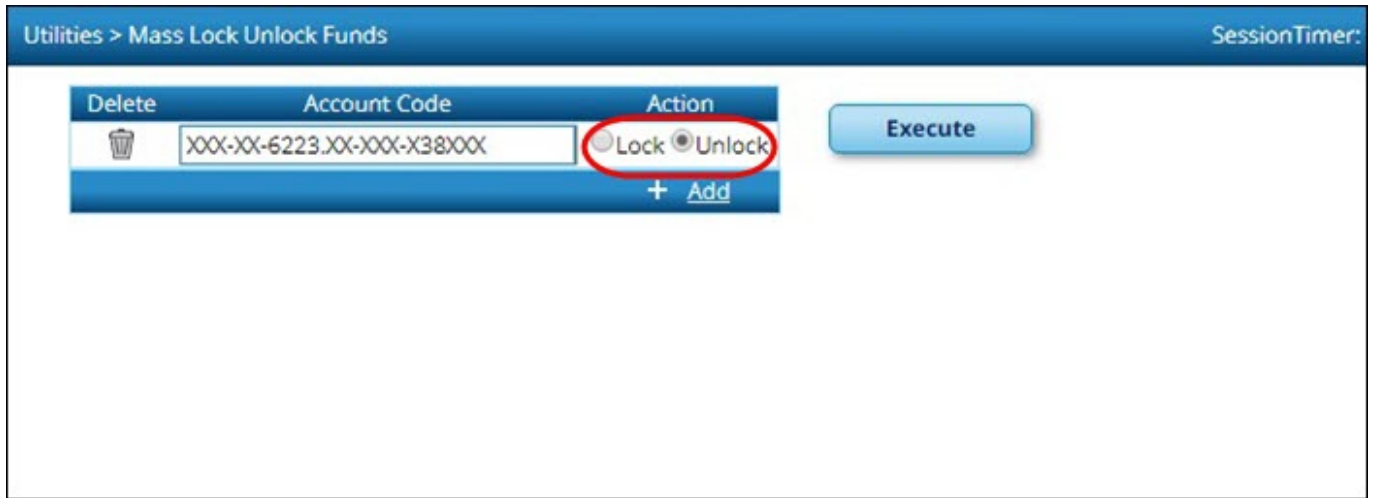 Utilities > Mass Lock Unlock Funds SessionTimer:
Delete Account Code Action
XXX-XX-6223.XX-XXX-X38XXX Lock Unlock
Execute
+ Add